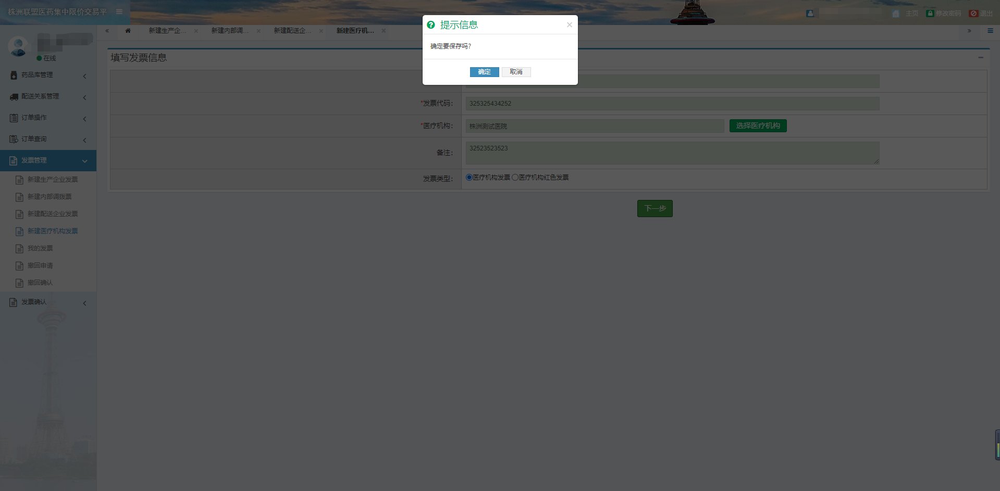 株洲联盟医药集中限价交易平
主页
修改密码
退出
在线
药品库管理
配送关系管理
订单操作
订单查询
发票管理
新建生产企业发票
新建内部调拨票
新建配送企业发票
新建医疗机构发票
我的发票
撤回申请
撤回确认
发票确认
新建生产企...
新建内部调...
新建配送企...
新建医疗机...
提示信息
确定要保存吗?
确定 取消
填写发票信息
*发票代码: 325325434252
*医疗机构: 株洲测试医院 选择医疗机构
备注: 32523523523
发票类型: 医疗机构发票 医疗机构红色发票
下一步